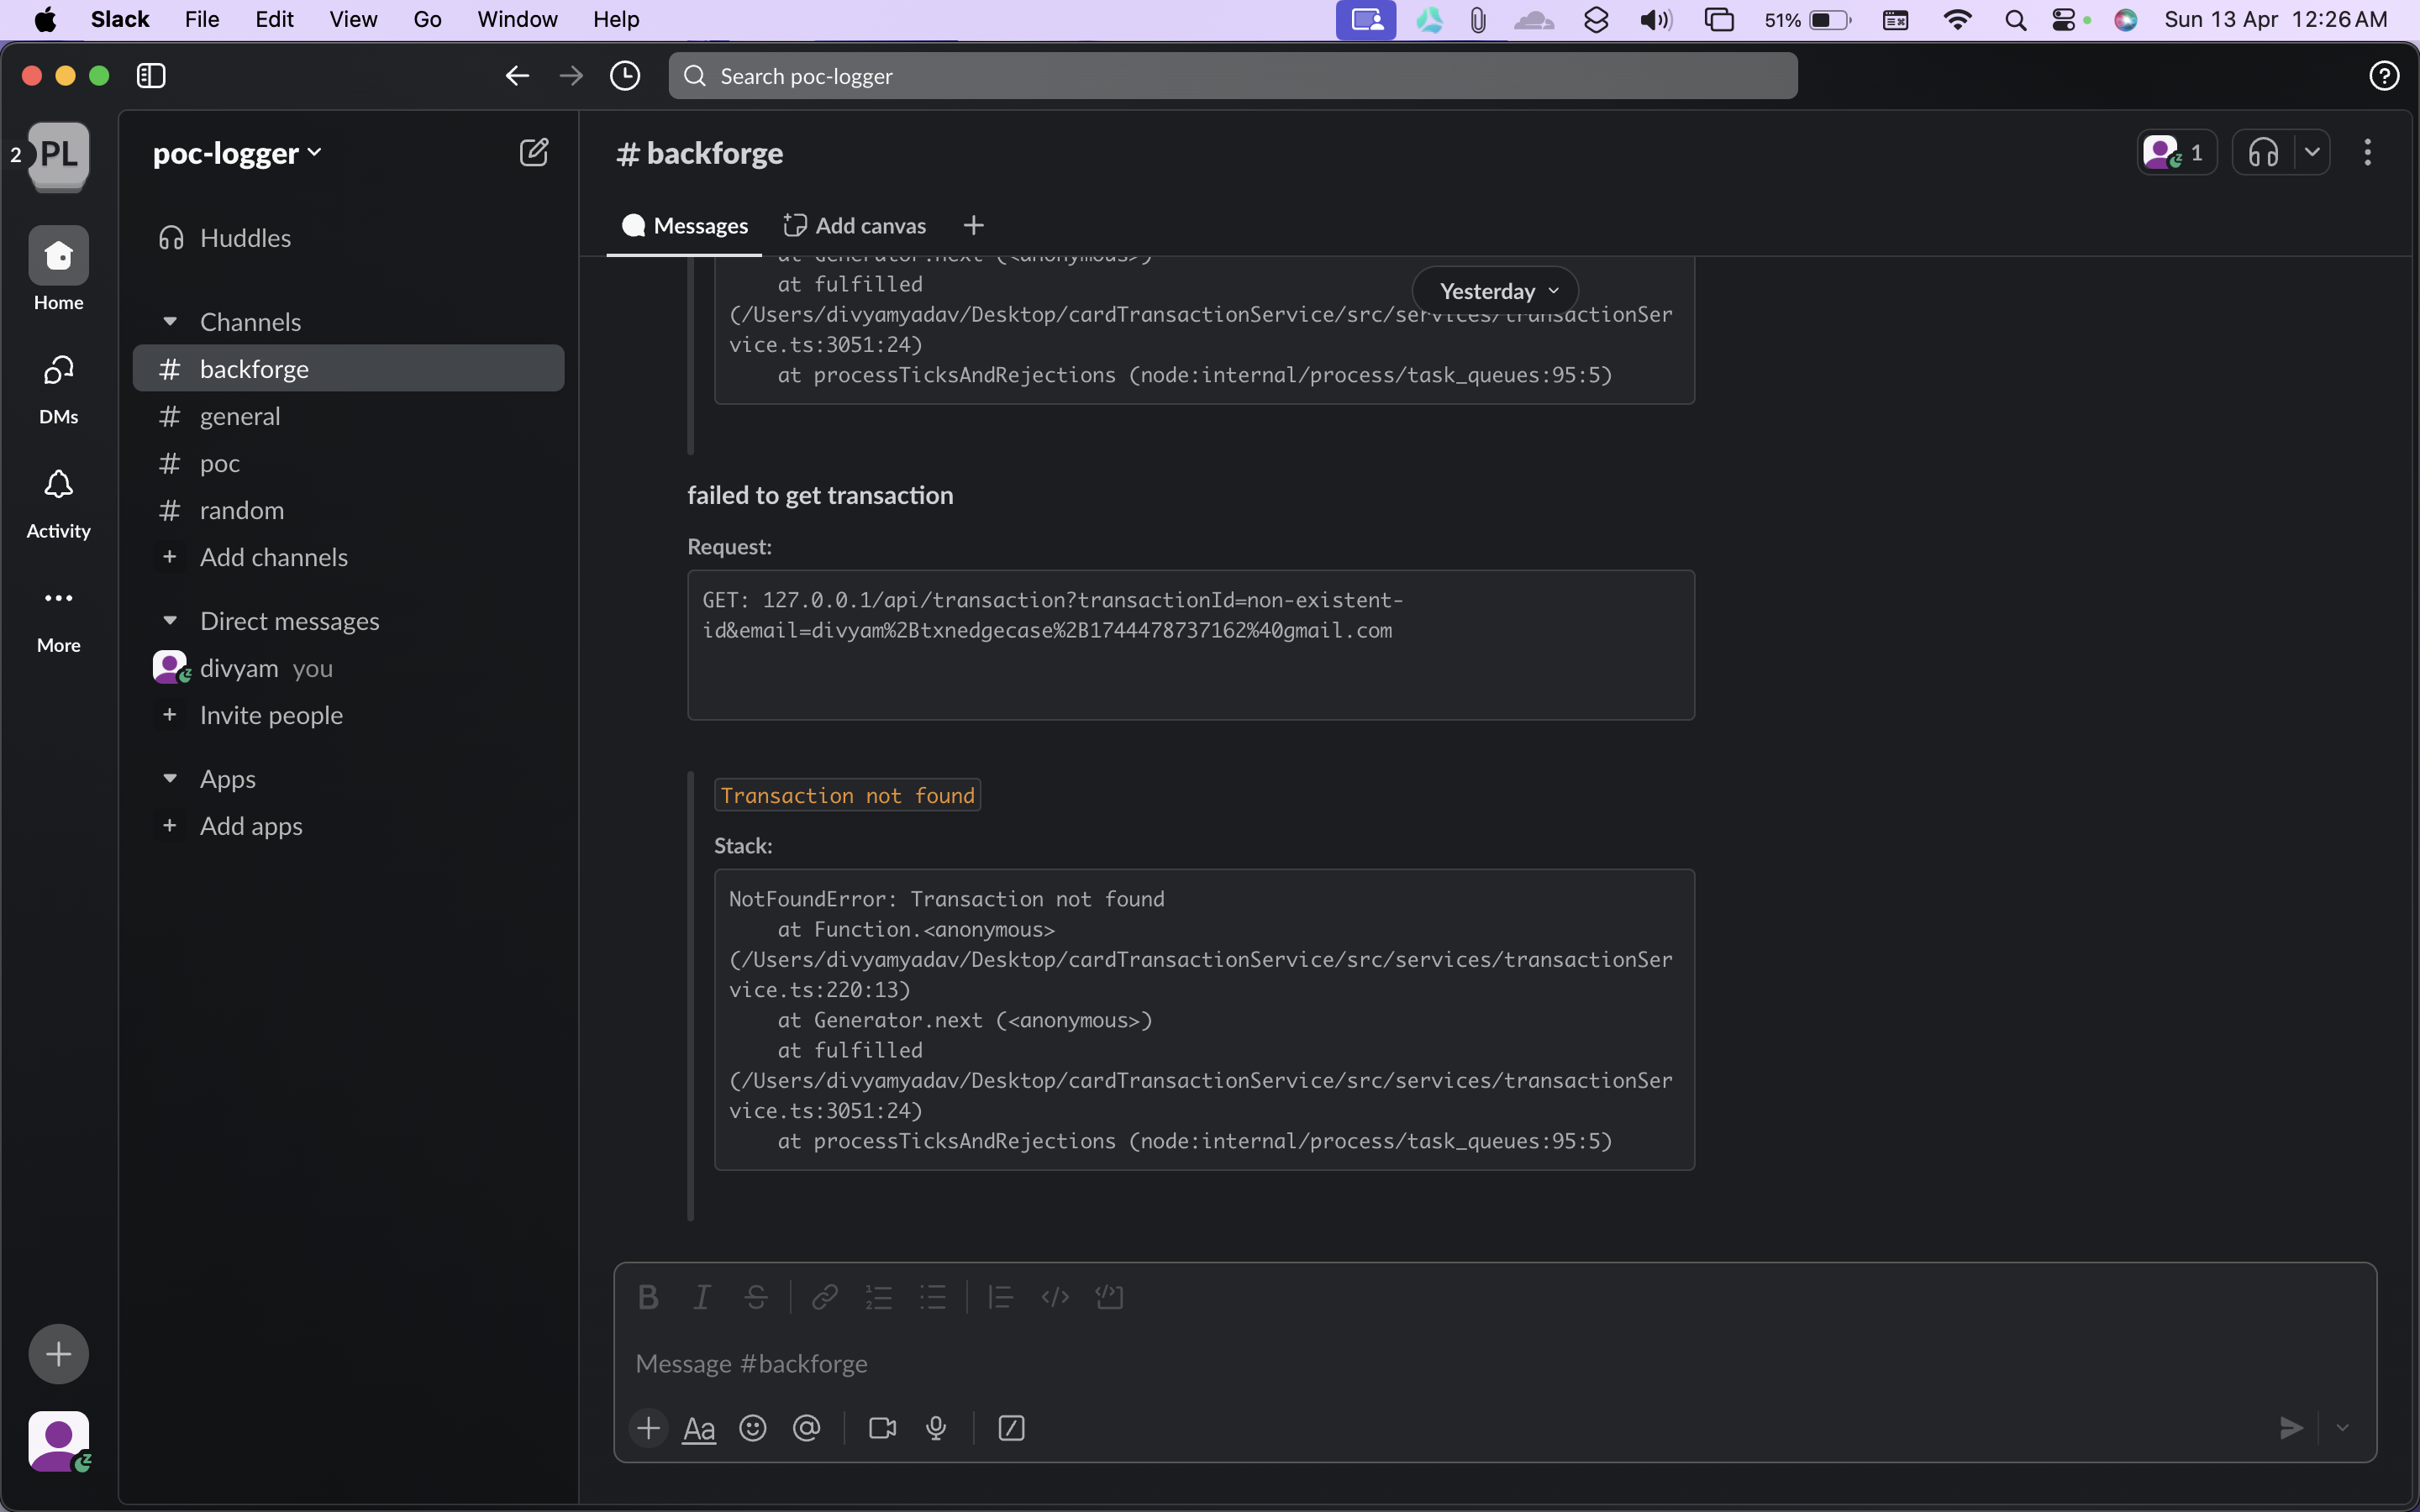 Slack File Edit View Go Window Help 51% Sun 13 Apr 12:26 AM
Search poc-logger
2 PL
Home
DMs
Activity
More
poc-logger
Huddles
Channels
# backforge
# general
# poc
# random
+ Add channels
Direct messages
divyam you
+ Invite people
Apps
+ Add apps
# backforge
1
Messages Add canvas +
at Generator.next (<anonymous>)
Yesterday
at fulfilled
(/Users/divyamyadav/Desktop/cardTransactionService/src/services/transactionSer
vice.ts:3051:24)
at processTicksAndRejections (node:internal/process/task_queues:95:5)
failed to get transaction
Request:
GET: 127.0.0.1/api/transaction?transactionId=non-existent-
id&email=divyam%2Btxnedgecase%2B1744478737162%40gmail.com
Transaction not found
Stack:
NotFoundError: Transaction not found
at Function.<anonymous>
(/Users/divyamyadav/Desktop/cardTransactionService/src/services/transactionSer
vice.ts:220:13)
at Generator.next (<anonymous>)
at fulfilled
(/Users/divyamyadav/Desktop/cardTransactionService/src/services/transactionSer
vice.ts:3051:24)
at processTicksAndRejections (node:internal/process/task_queues:95:5)
Message #backforge
Aa